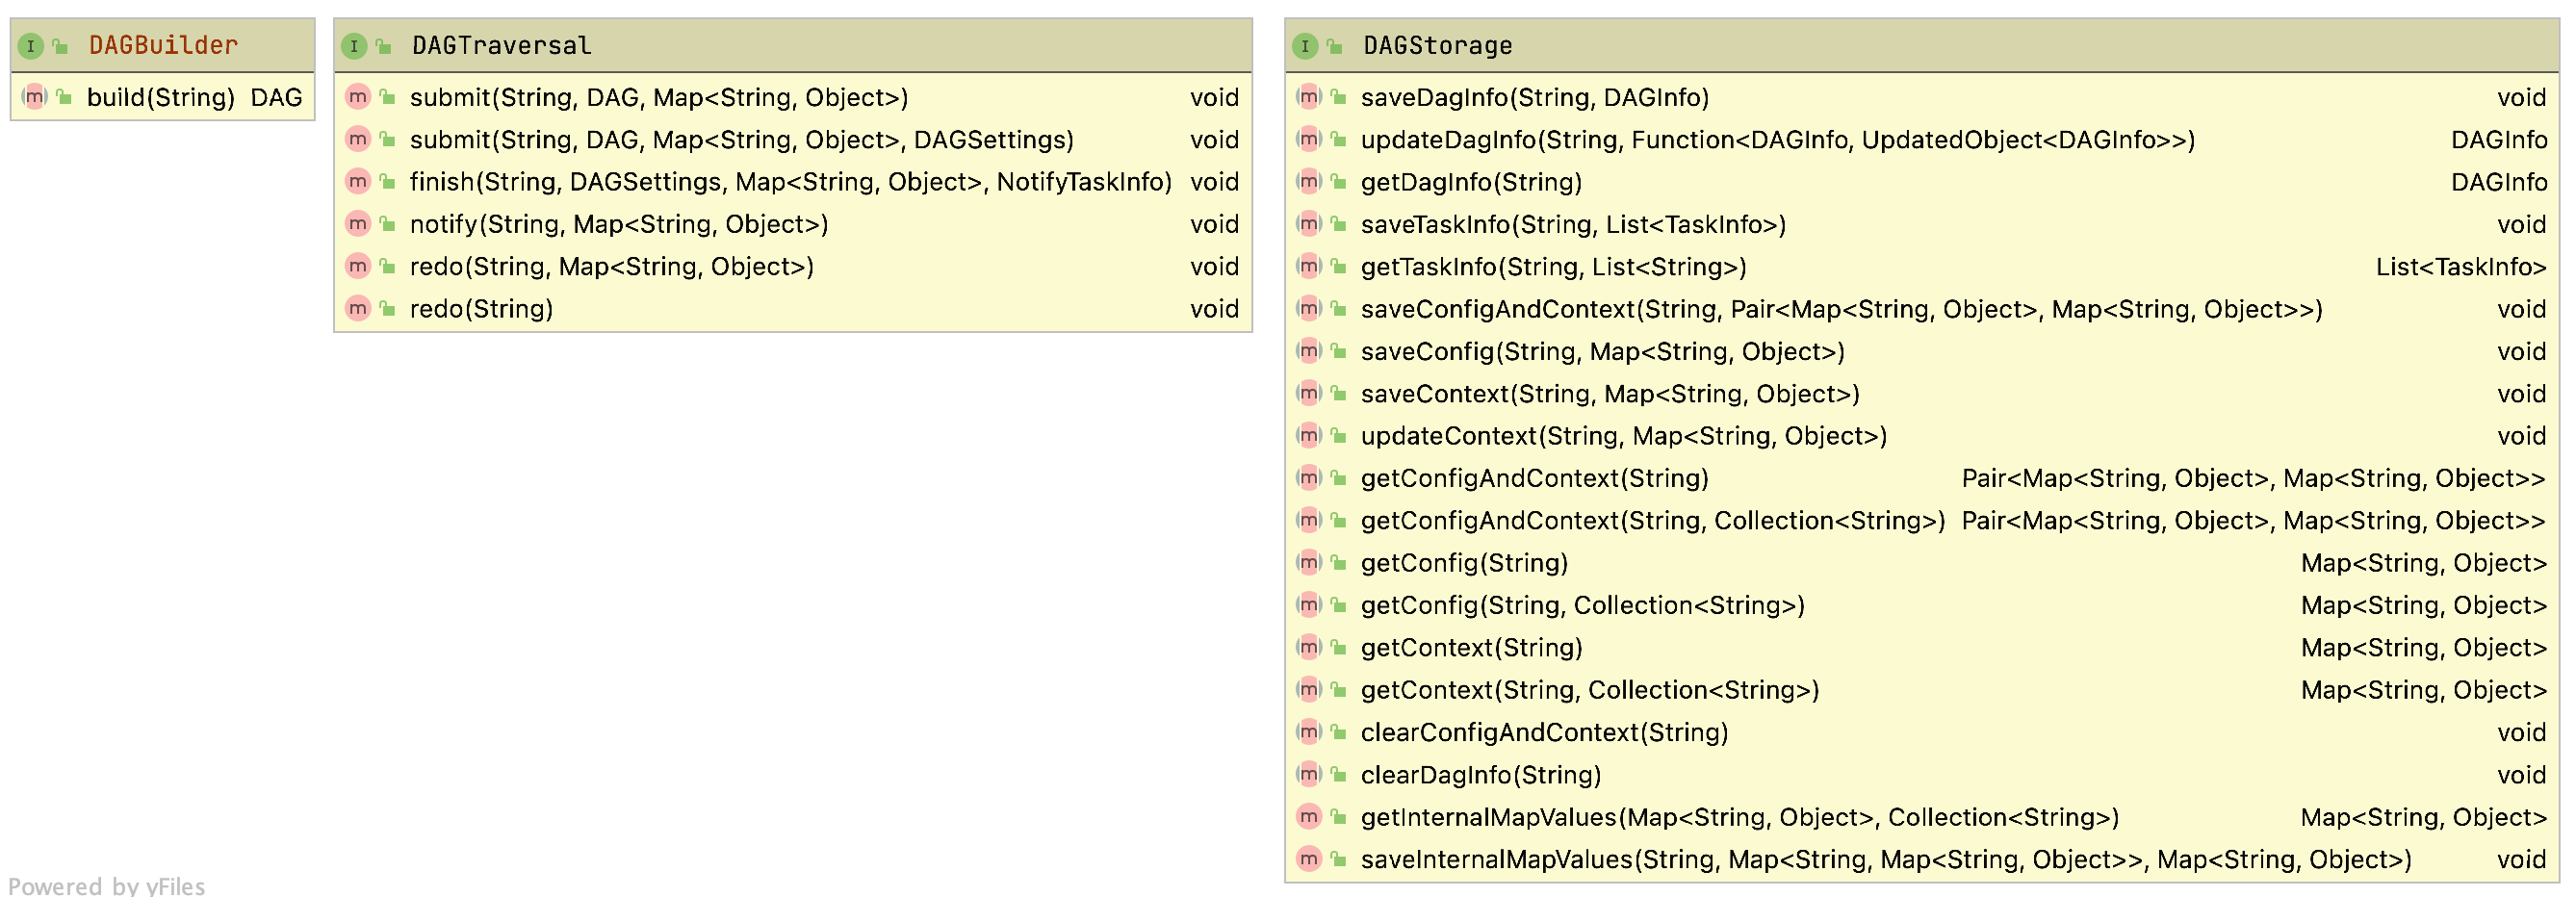 DAGBuilder
build(String) DAG
DAGTraversal
submit(String, DAG, Map<String, Object>) void
submit(String, DAG, Map<String, Object>, DAGSettings) void
finish(String, DAGSettings, Map<String, Object>, NotifyTaskInfo) void
notify(String, Map<String, Object>) void
redo(String, Map<String, Object>) void
redo(String) void
DAGStorage
saveDagInfo(String, DAGInfo) void
updateDagInfo(String, Function<DAGInfo, UpdatedObject<DAGInfo>>) DAGInfo
getDagInfo(String) DAGInfo
saveTaskInfo(String, List<TaskInfo>) void
getTaskInfo(String, List<String>) List<TaskInfo>
saveConfigAndContext(String, Pair<Map<String, Object>, Map<String, Object>>) void
saveConfig(String, Map<String, Object>) void
saveContext(String, Map<String, Object>) void
updateContext(String, Map<String, Object>) void
getConfigAndContext(String) Pair<Map<String, Object>, Map<String, Object>>
getConfigAndContext(String, Collection<String>) Pair<Map<String, Object>, Map<String, Object>>
getConfig(String) Map<String, Object>
getConfig(String, Collection<String>) Map<String, Object>
getContext(String) Map<String, Object>
getContext(String, Collection<String>) Map<String, Object>
clearConfigAndContext(String) void
clearDagInfo(String) void
getInternalMapValues(Map<String, Object>, Collection<String>) Map<String, Object>
saveInternalMapValues(String, Map<String, Map<String, Object>>, Map<String, Object>) void
Powered by yFiles